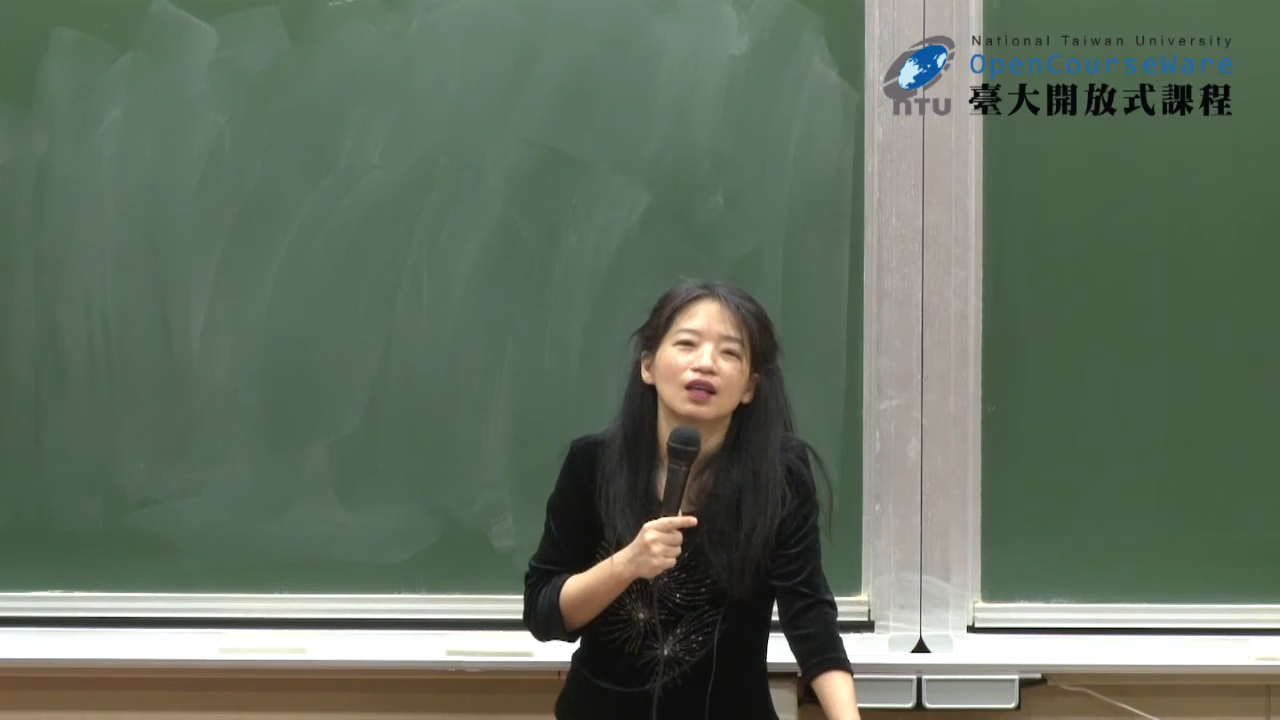 National Taiwan University
OpenCourseWare
臺大開放式課程
NTU